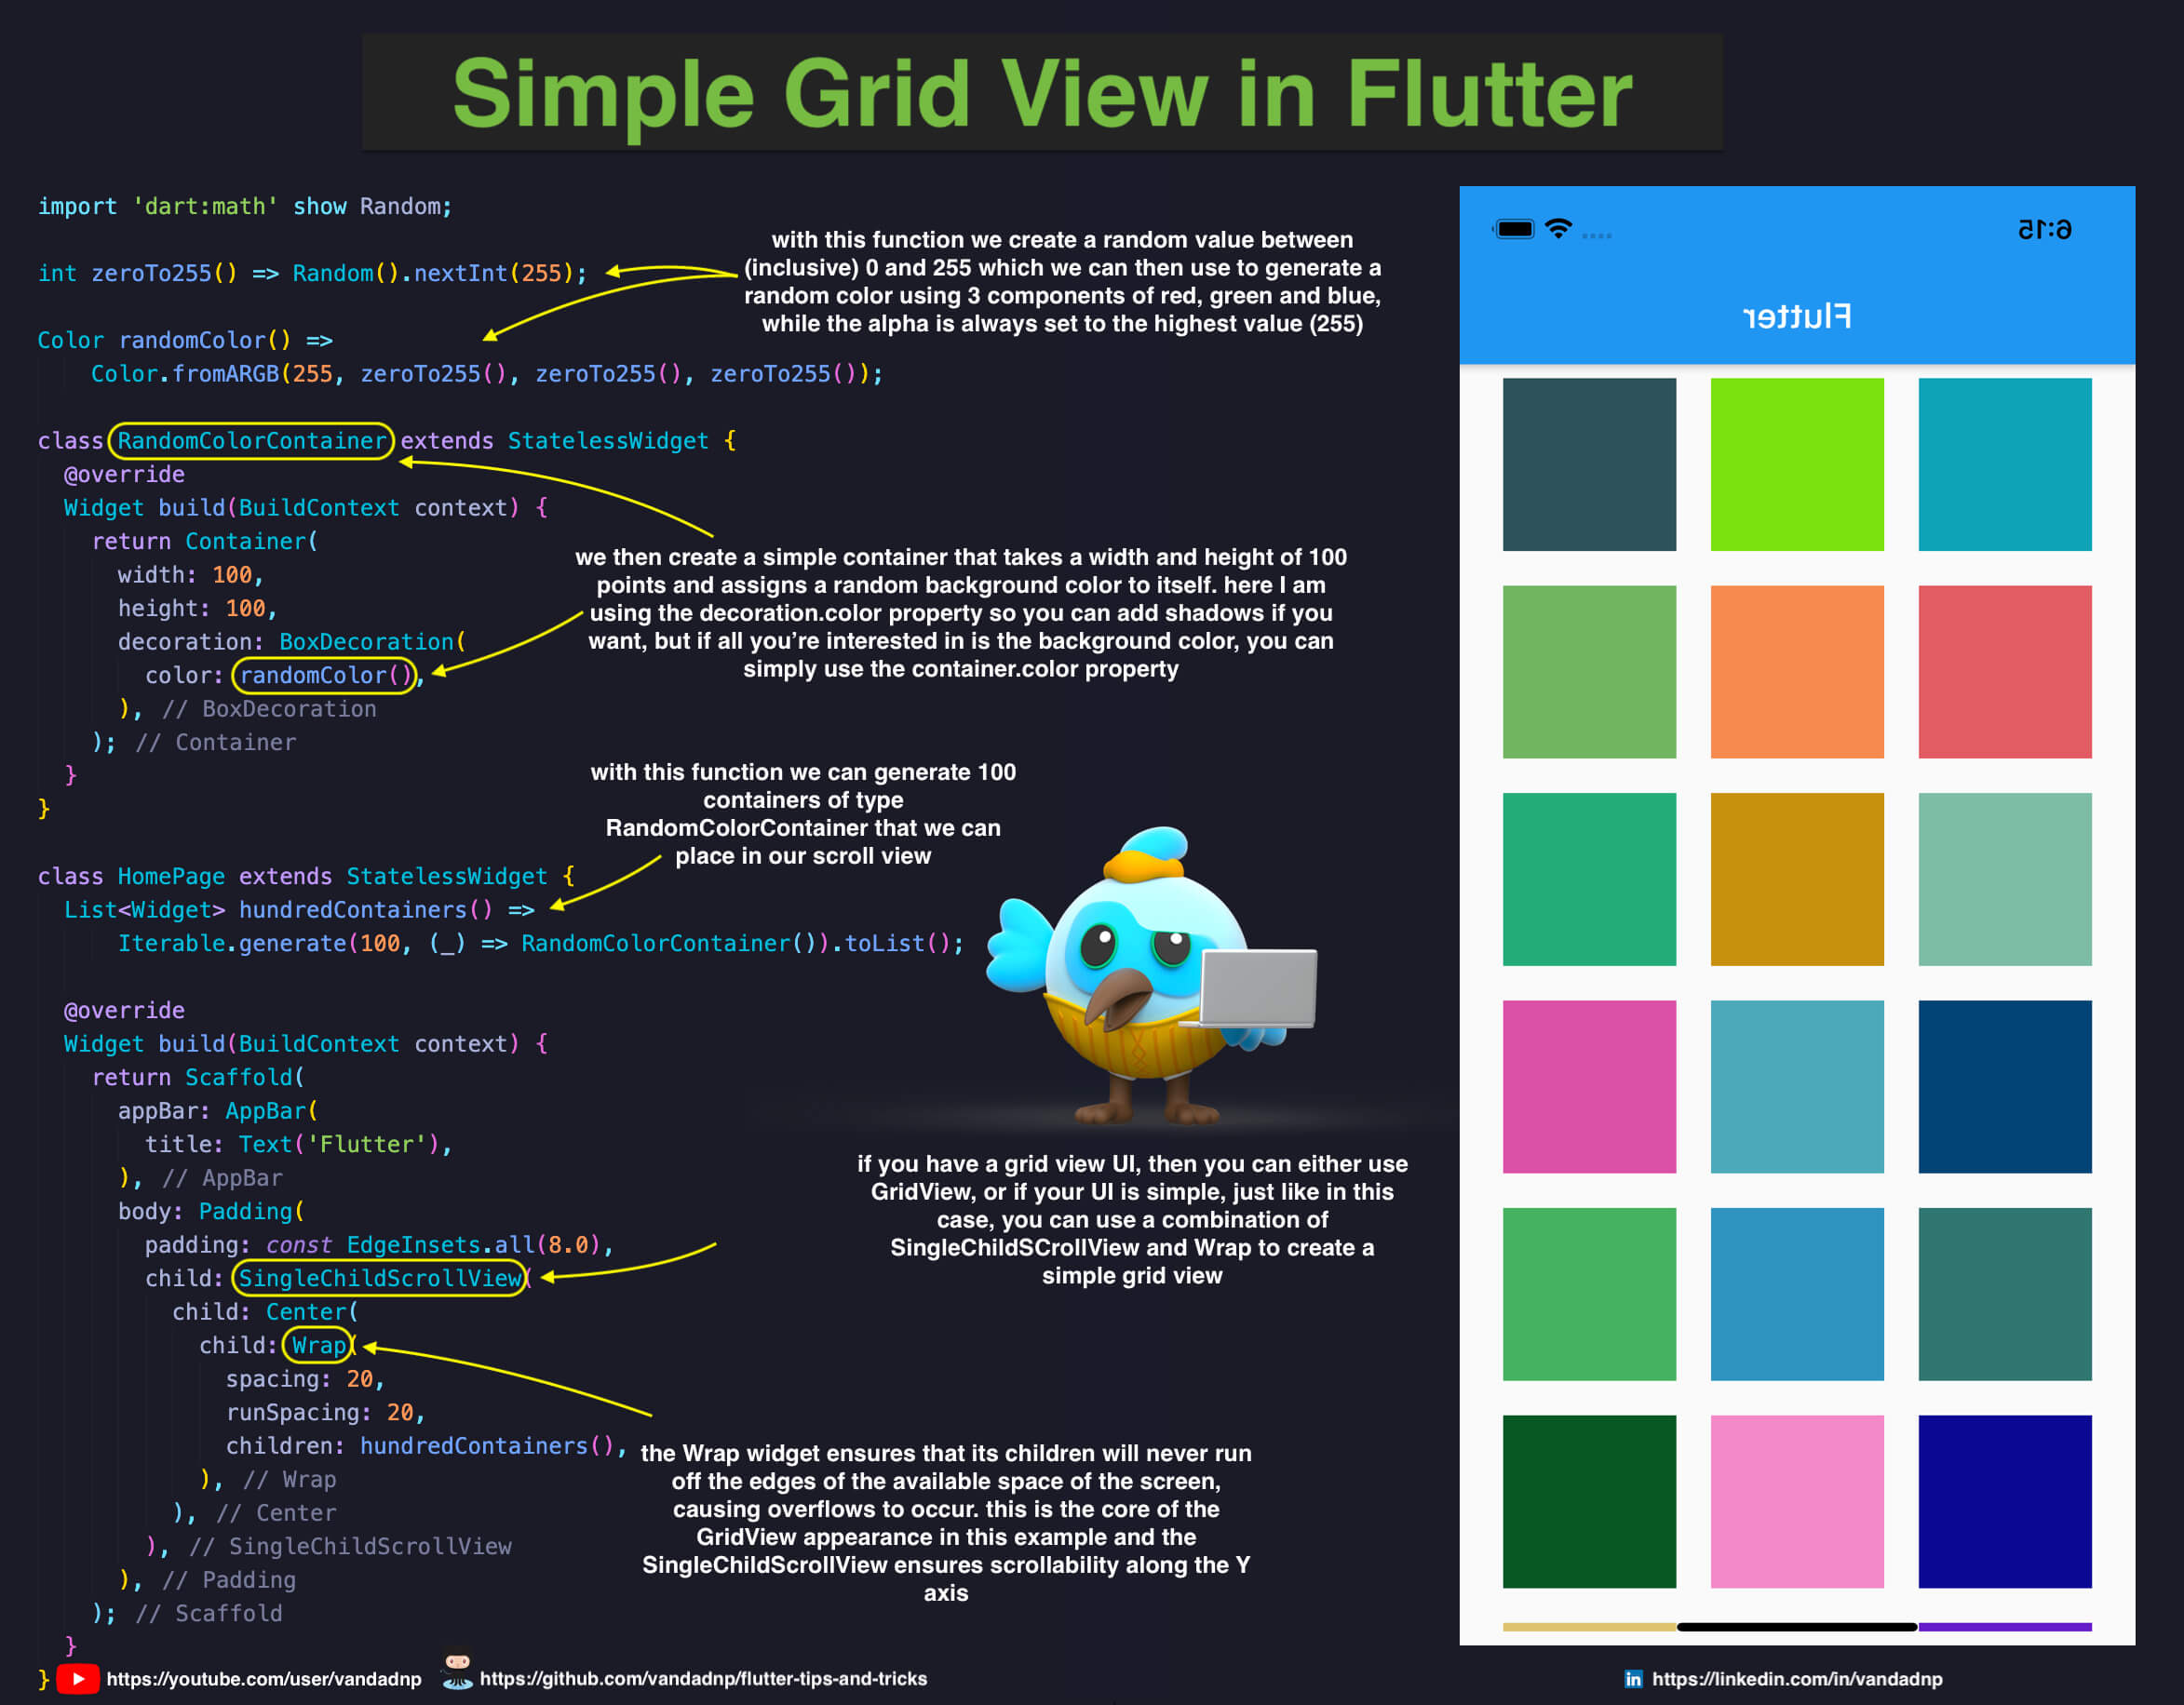 Simple Grid View in Flutter
import 'dart:math' show Random;
int zeroTo255() => Random().nextInt(255);
with this function we create a random value between
(inclusive) 0 and 255 which we can then use to generate a
random color using 3 components of red, green and blue,
while the alpha is always set to the highest value (255)
Color randomColor() =>
Color.fromARGB(255, zeroTo255(), zeroTo255(), zeroTo255());
class RandomColorContainer extends StatelessWidget {
@override
Widget build(BuildContext context) {
return Container(
width: 100,
height: 100,
decoration: BoxDecoration(
color: randomColor(),
), // BoxDecoration
); // Container
}
}
we then create a simple container that takes a width and height of 100
points and assigns a random background color to itself. here I am
using the decoration.color property so you can add shadows if you
want, but if all you’re interested in is the background color, you can
simply use the container.color property
with this function we can generate 100
containers of type
RandomColorContainer that we can
place in our scroll view
class HomePage extends StatelessWidget {
List<Widget> hundredContainers() =>
Iterable.generate(100, (_) => RandomColorContainer()).toList();
@override
Widget build(BuildContext context) {
return Scaffold(
appBar: AppBar(
title: Text('Flutter'),
), // AppBar
body: Padding(
padding: const EdgeInsets.all(8.0),
child: SingleChildScrollView(
child: Center(
child: Wrap(
spacing: 20,
runSpacing: 20,
children: hundredContainers(),
), // Wrap
), // Center
), // SingleChildScrollView
), // Padding
); // Scaffold
}
}
if you have a grid view UI, then you can either use
GridView, or if your UI is simple, just like in this
case, you can use a combination of
SingleChildSCrollView and Wrap to create a
simple grid view
the Wrap widget ensures that its children will never run
off the edges of the available space of the screen,
causing overflows to occur. this is the core of the
GridView appearance in this example and the
SingleChildScrollView ensures scrollability along the Y
axis
6:15
Flutter
https://youtube.com/user/vandadnp
https://github.com/vandadnp/flutter-tips-and-tricks
in https://linkedin.com/in/vandadnp